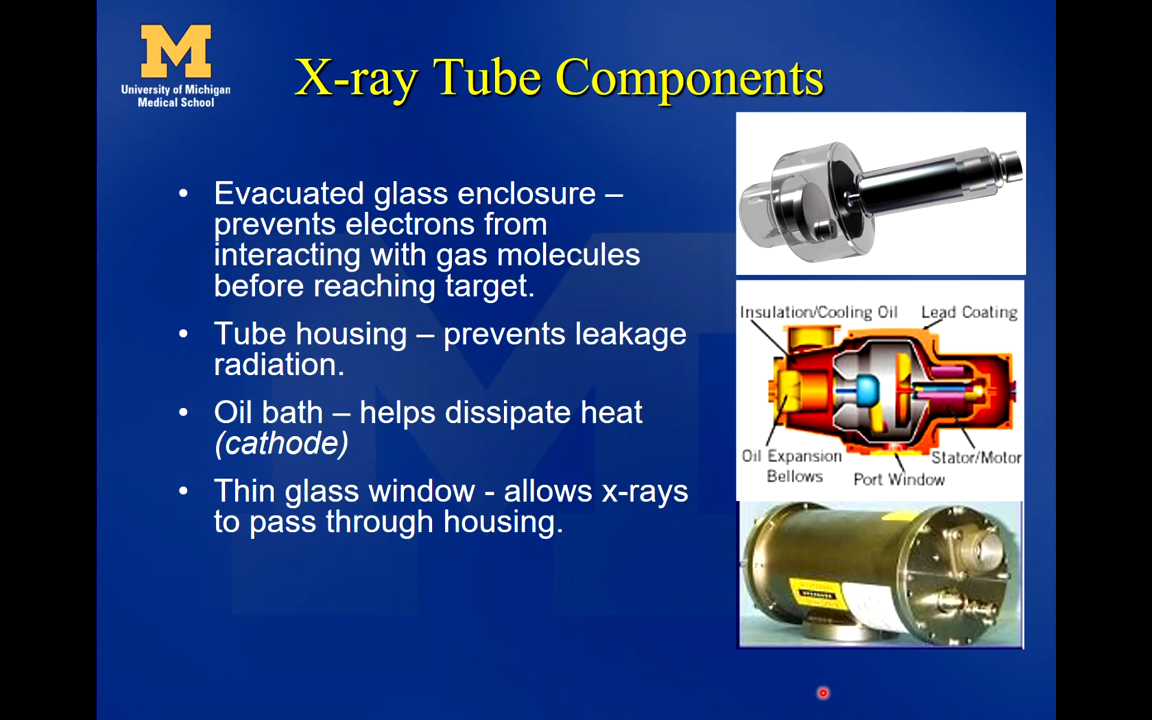 University of Michigan
Medical School
X-ray Tube Components
• Evacuated glass enclosure –
prevents electrons from
interacting with gas molecules
before reaching target.
• Tube housing – prevents leakage
radiation.
• Oil bath – helps dissipate heat
(cathode)
• Thin glass window - allows x-rays
to pass through housing.
Insulation/Cooling Oil
Lead Coating
Oil Expansion
Bellows
Port Window
Stator/Motor